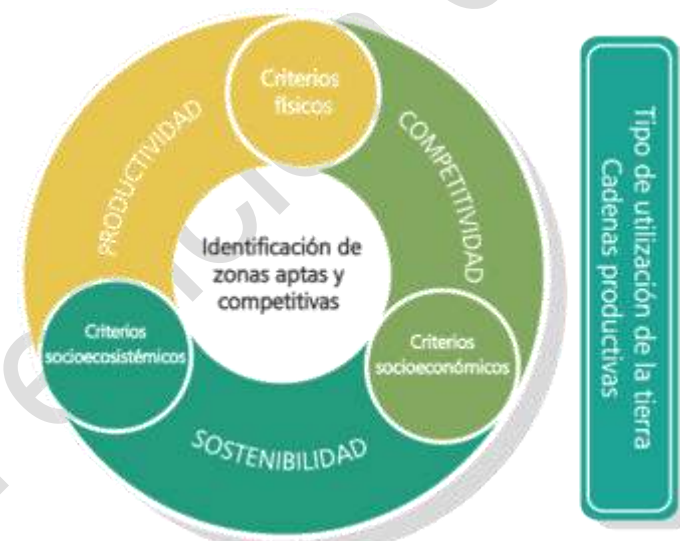 Criterios
físicos
PRODUCTIVIDAD
COMPETITIVIDAD
Identificación de
zonas aptas y
competitivas
Criterios
socioecosistémicos
Criterios
socioeconómicos
SOSTENIBILIDAD
Tipo de utilización de la tierra
Cadenas productivas